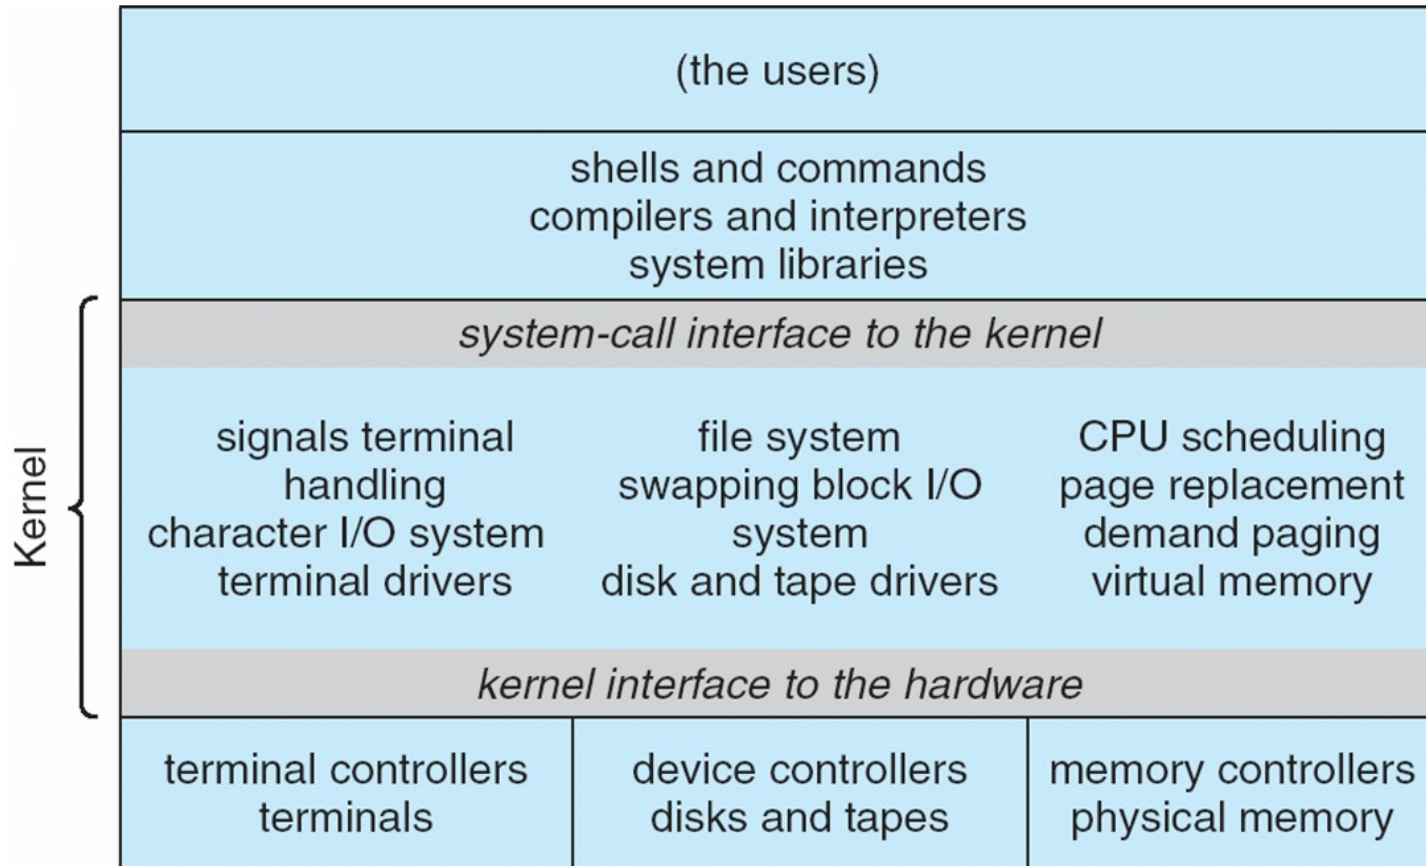 (the users)
shells and commands
compilers and interpreters
system libraries
system-call interface to the kernel
Kernel
signals terminal
handling
character I/O system
terminal drivers
file system
swapping block I/O
system
disk and tape drivers
CPU scheduling
page replacement
demand paging
virtual memory
kernel interface to the hardware
terminal controllers
terminals
device controllers
disks and tapes
memory controllers
physical memory